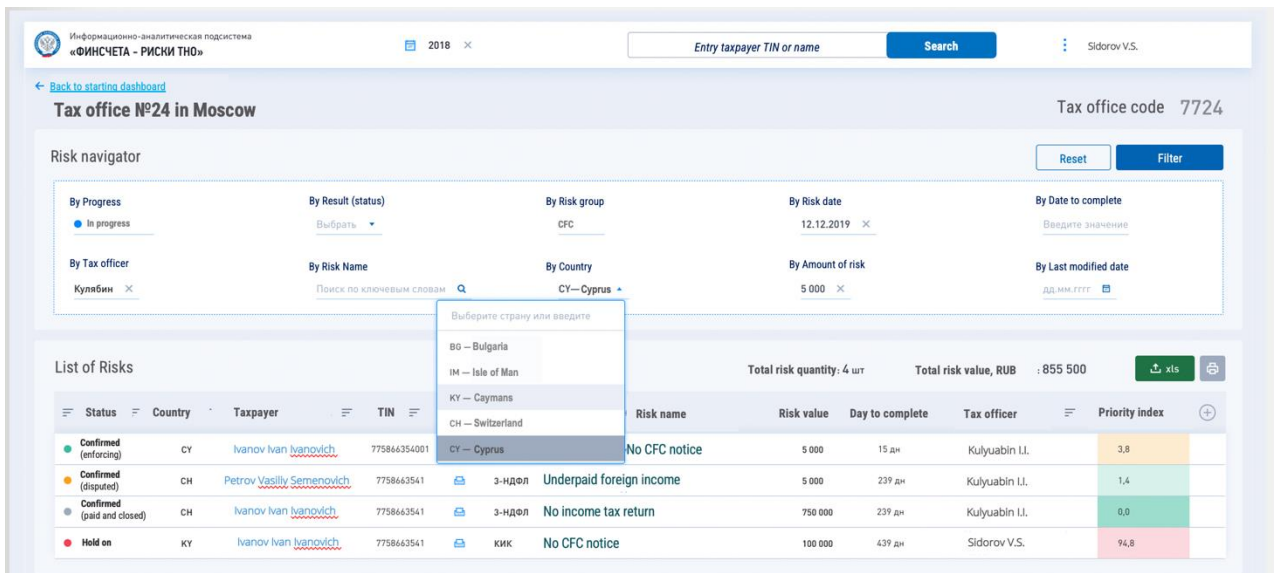 Информационно-аналитическая подсистема
«ФИНСЧЕТА - РИСКИ ТНО»
2018 ×
Entry taxpayer TIN or name
Search
Sidorov V.S.
← Back to starting dashboard
Tax office №24 in Moscow
Tax office code 7724
Risk navigator
Reset
Filter
By Progress
By Result (status)
By Risk group
By Risk date
By Date to complete
In progress
Выбрать
CFC
12.12.2019 ×
Введите значение
By Tax officer
By Risk Name
By Country
By Amount of risk
By Last modified date
Кулябин ×
Поиск по ключевым словам
CY— Cyprus
5 000 ×
дд.мм.гггг
Выберите страну или введите
BG — Bulgaria
IM — Isle of Man
KY — Caymans
CH — Switzerland
CY — Cyprus
List of Risks
Total risk quantity: 4 шт
Total risk value, RUB : 855 500
xls
Status Country Taxpayer TIN Risk name Risk value Day to complete Tax officer Priority index
Confirmed
(enforcing) CY Ivanov Ivan Ivanovich 775866354001 No CFC notice 5 000 15 дн Kulyuabin I.I. 3,8
Confirmed
(disputed) CH Petrov Vasiliy Semenovich 7758663541 3-НДФЛ Underpaid foreign income 5 000 239 дн Kulyuabin I.I. 1,4
Confirmed
(paid and closed) CH Ivanov Ivan Ivanovich 7758663541 3-НДФЛ No income tax return 750 000 239 дн Kulyuabin I.I. 0,0
Hold on KY Ivanov Ivan Ivanovich 7758663541 КИК No CFC notice 100 000 439 дн Sidorov V.S. 94,8